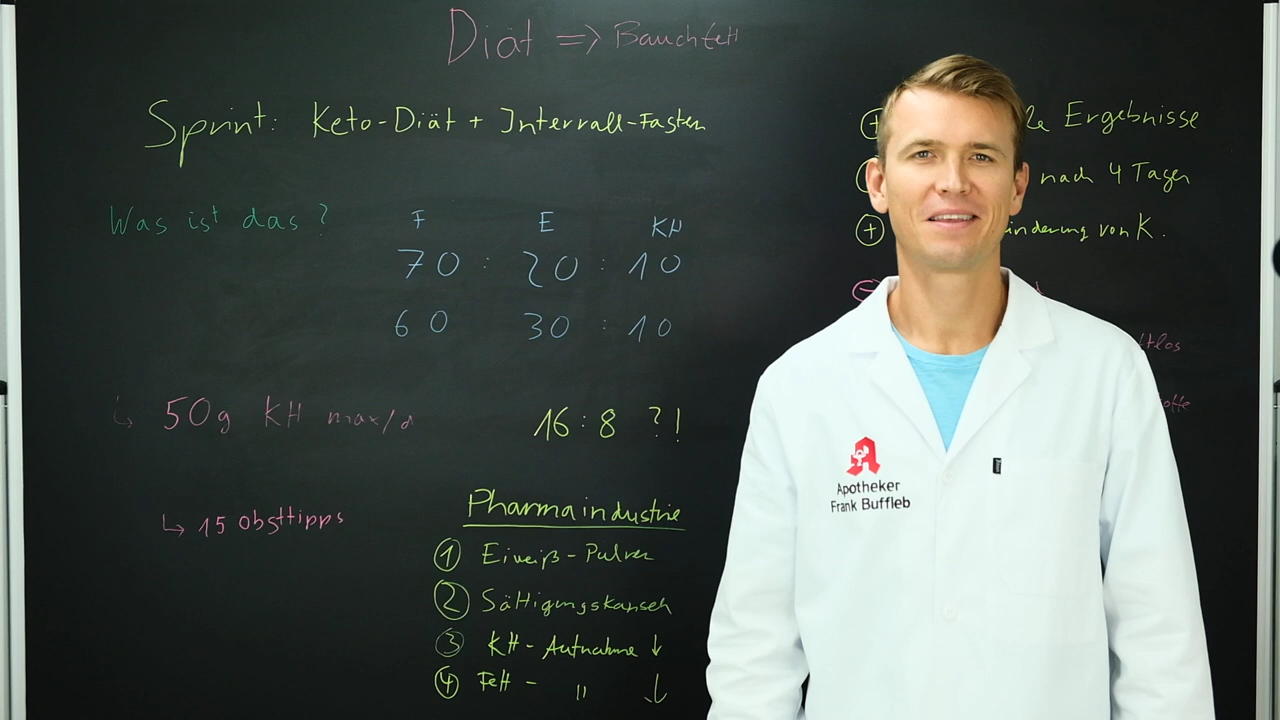 Diät => Bauchfett
Sprint: Keto-Diät + Intervall-Fasten
Was ist das?
F E KH
70 : 20 : 10
60 30 : 10
↳ 50g KH max/d
16:8 ?!
↳ 15 Obsttipps
Pharmaindustrie
① Eiweiß-Pulver
② Sättigungskapseln
③ KH-Aufnahme ↓
④ Fett - " ↓
⊕ Ergebnisse
nach 4 Tagen
⊕ von K.
⊖
Apotheker
Frank Buffleb